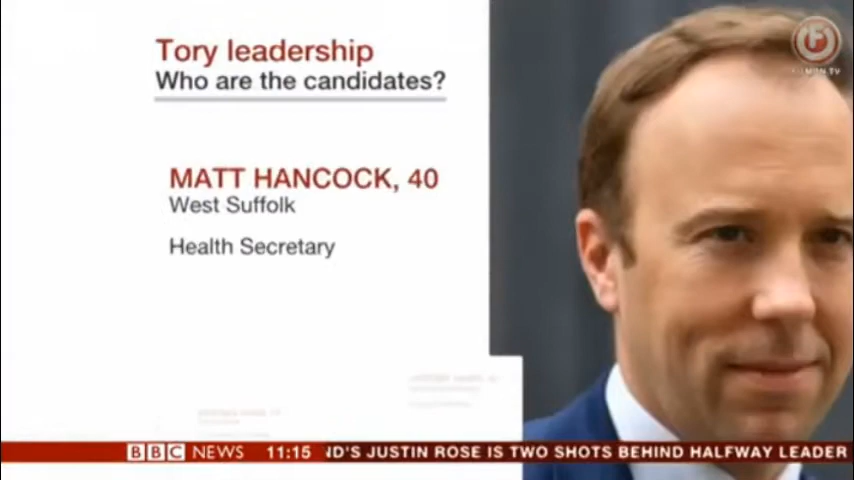 Tory leadership
Who are the candidates?
MATT HANCOCK, 40
West Suffolk
Health Secretary
BBC NEWS 11:15 ND'S JUSTIN ROSE IS TWO SHOTS BEHIND HALFWAY LEADER